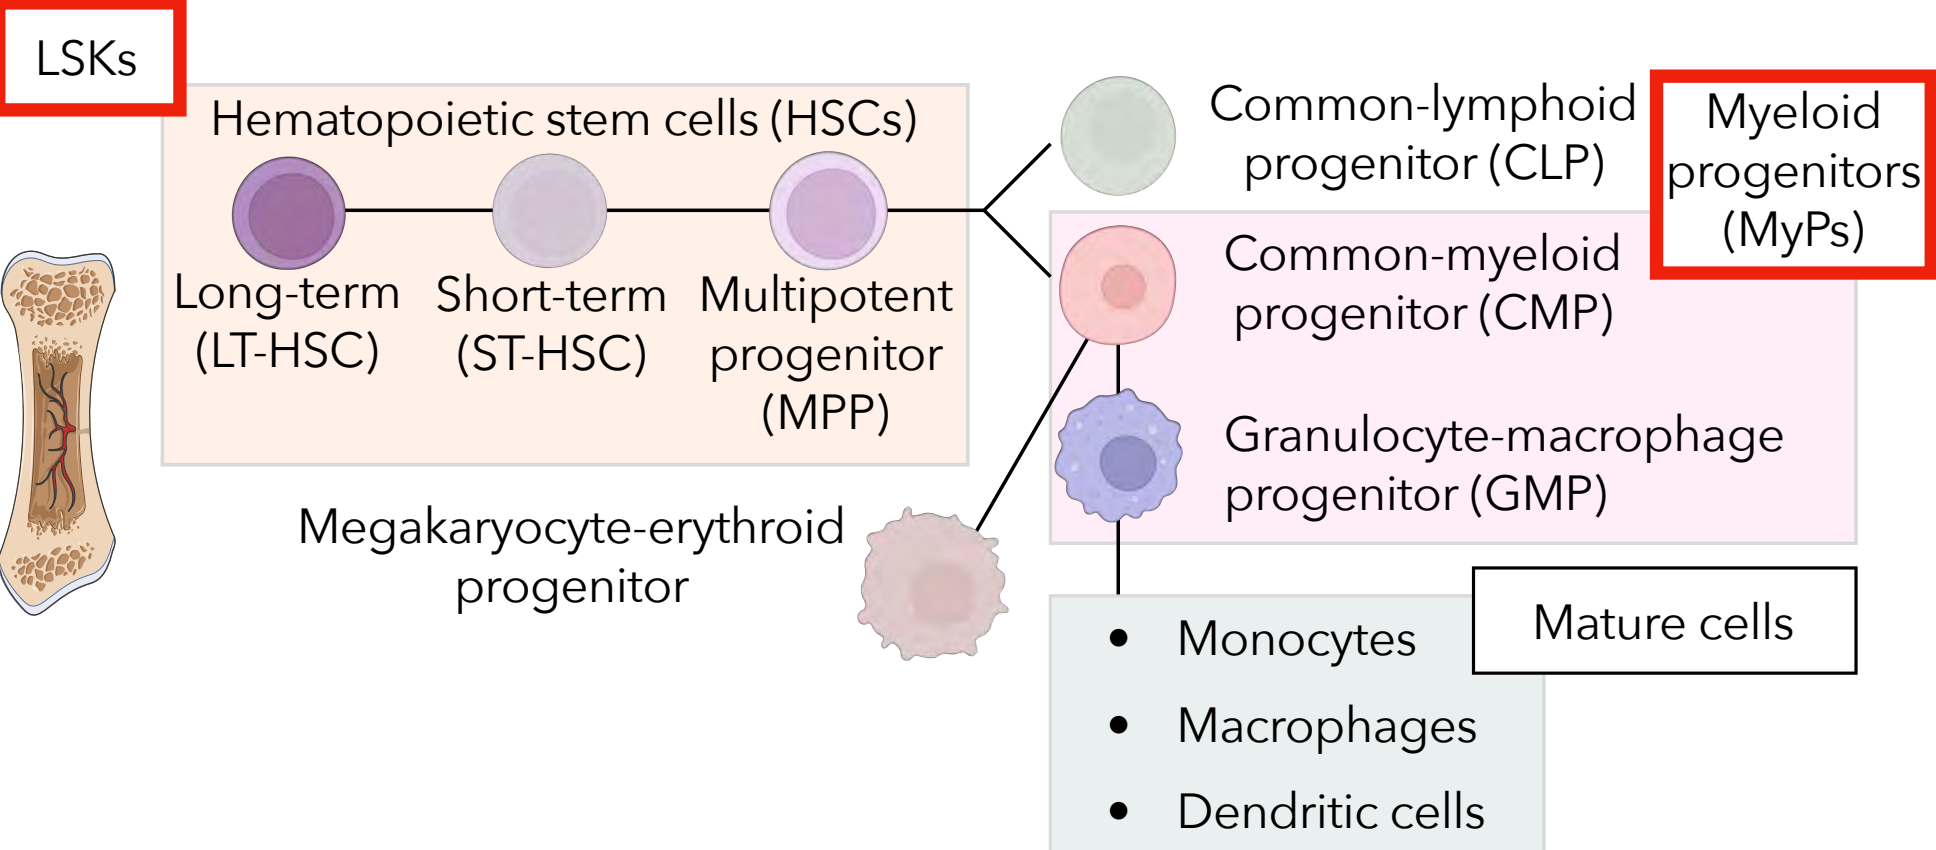 LSKs
Hematopoietic stem cells (HSCs)
Long-term
(LT-HSC)
Short-term
(ST-HSC)
Multipotent
progenitor
(MPP)
Common-lymphoid
progenitor (CLP)
Myeloid
progenitors
(MyPs)
Common-myeloid
progenitor (CMP)
Granulocyte-macrophage
progenitor (GMP)
Megakaryocyte-erythroid
progenitor
Mature cells
• Monocytes
• Macrophages
• Dendritic cells